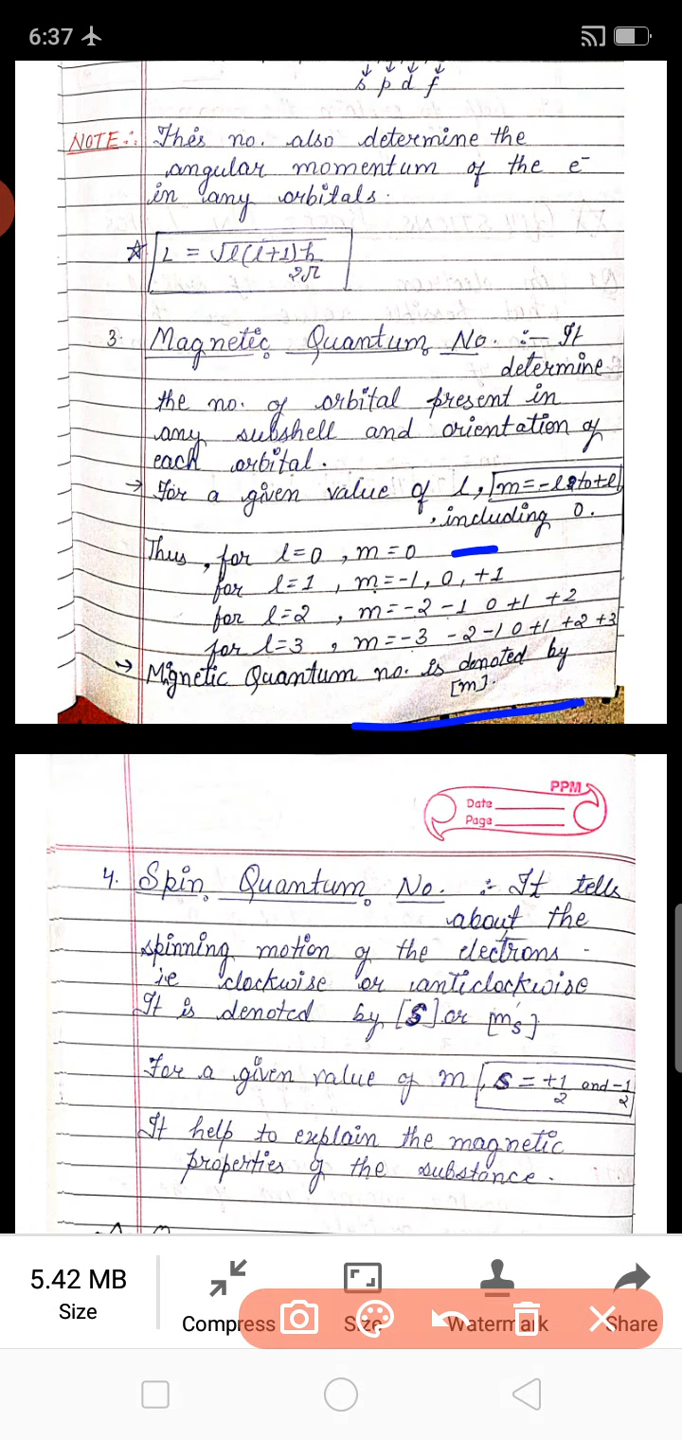 6:37
s p d f
NOTE :- This no. also determine the
angular momentum of the e⁻
in any orbitals.
☆ L = √l(l+1) h/2π
3. Magnetic Quantum No. :- It
determine
the no. of orbital present in
any subshell and orientation of
each orbital.
→ For a given value of l, m = -l to +l
, including 0.
Thus, for l=0 , m=0
for l=1 , m=-1, 0, +1
for l=2 , m=-2 -1 0 +1 +2
for l=3 , m=-3 -2 -1 0 +1 +2 +3
→ Mignetic Quantum no. is denoted by
[m].
PPM
Date
Page
4. Spin Quantum No. :- It tells
about the
spinning motion of the electrons -
ie clockwise or anticlockwise
It is denoted by [S] or [ms]
For a given value of m, s = +1/2 and -1/2
It help to explain the magnetic
properties of the substance.
5.42 MB
Size
Compress
Size
Watermark
Share